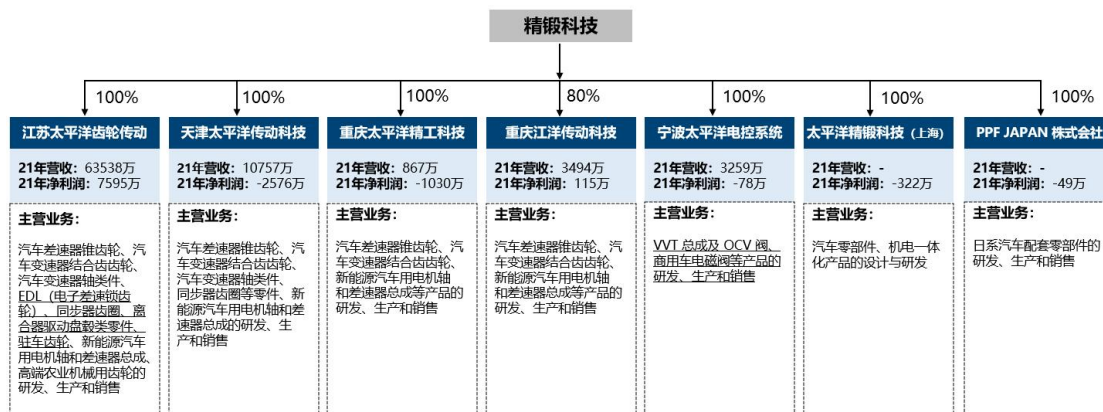 精锻科技
100%
100%
100%
80%
100%
100%
100%
江苏太平洋齿轮传动
21年营收：63538万
21年净利润：7595万
主营业务：
汽车差速器锥齿轮、汽
车变速器结合齿齿轮、
汽车变速器轴类件、
EDL（电子差速锁齿
轮）、同步器齿圈、离
合器驱动盘毂类零件、
驻车齿轮、新能源汽车
用电机轴和差速器总成、
高端农业机械用齿轮的
研发、生产和销售
天津太平洋传动科技
21年营收：10757万
21年净利润：-2576万
主营业务：
汽车差速器锥齿轮、汽
车变速器结合齿齿轮、
汽车变速器轴类件、
同步器齿圈等零件、新
能源汽车用电机轴和差
速器总成的研发、生
产和销售
重庆太平洋精工科技
21年营收：867万
21年净利润：-1030万
主营业务：
汽车差速器锥齿轮、汽
车变速器结合齿齿轮、
新能源汽车用电机轴
和差速器总成等产品的
研发、生产和销售
重庆江洋传动科技
21年营收：3494万
21年净利润：115万
主营业务：
汽车差速器锥齿轮、汽
车变速器结合齿齿轮、
新能源汽车用电机轴
和差速器总成等产品的
研发、生产和销售
宁波太平洋电控系统
21年营收：3259万
21年净利润：-78万
主营业务：
VVT 总成及 OCV 阀、
商用车电磁阀等产品的
研发、生产和销售
太平洋精锻科技（上海）
21年营收：-
21年净利润：-322万
主营业务：
汽车零部件、机电一体
化产品的设计与研发
PPF JAPAN 株式会社
21年营收：-
21年净利润：-49万
主营业务：
日系汽车配套零部件的
研发、生产和销售